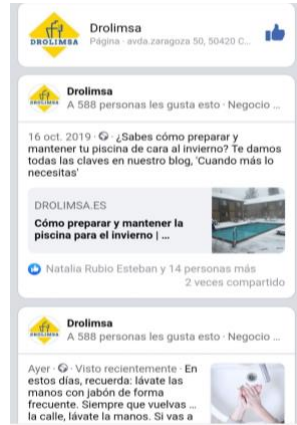 Drolimsa
DROLIMSA
Página · avda.zaragoza 50, 50420 C...
Drolimsa
DROLIMSA
A 588 personas les gusta esto · Negocio ...
16 oct. 2019 · ¿Sabes cómo preparar y
mantener tu piscina de cara al invierno? Te damos
todas las claves en nuestro blog, 'Cuando más lo
necesitas'
DROLIMSA.ES
Cómo preparar y mantener la
piscina para el invierno | ...
Natalia Rubio Esteban y 14 personas más
2 veces compartido
Drolimsa
DROLIMSA
A 588 personas les gusta esto · Negocio ...
Ayer · Visto recientemente · En
estos días, recuerda: lávate las
manos con jabón de forma
frecuente. Siempre que vuelvas ...
la calle, lávate la manos. Si vas a